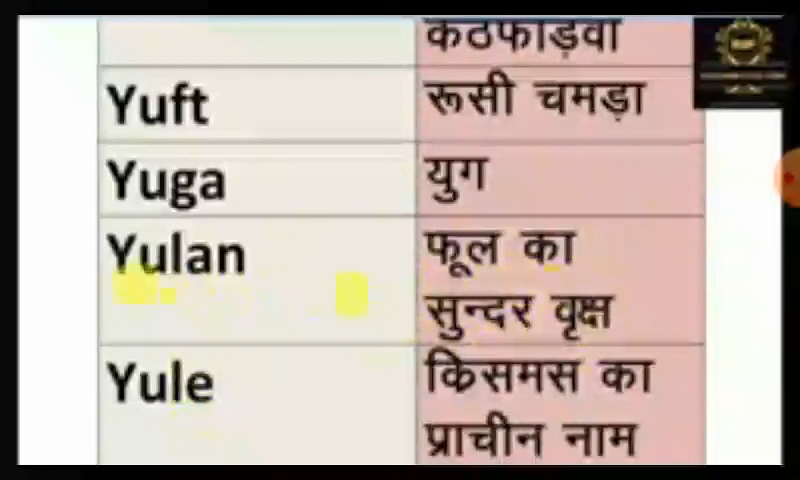 कठफोड़वा
Yuft रूसी चमड़ा
Yuga युग
Yulan फूल का
सुन्दर वृक्ष
Yule किसमस का
प्राचीन नाम